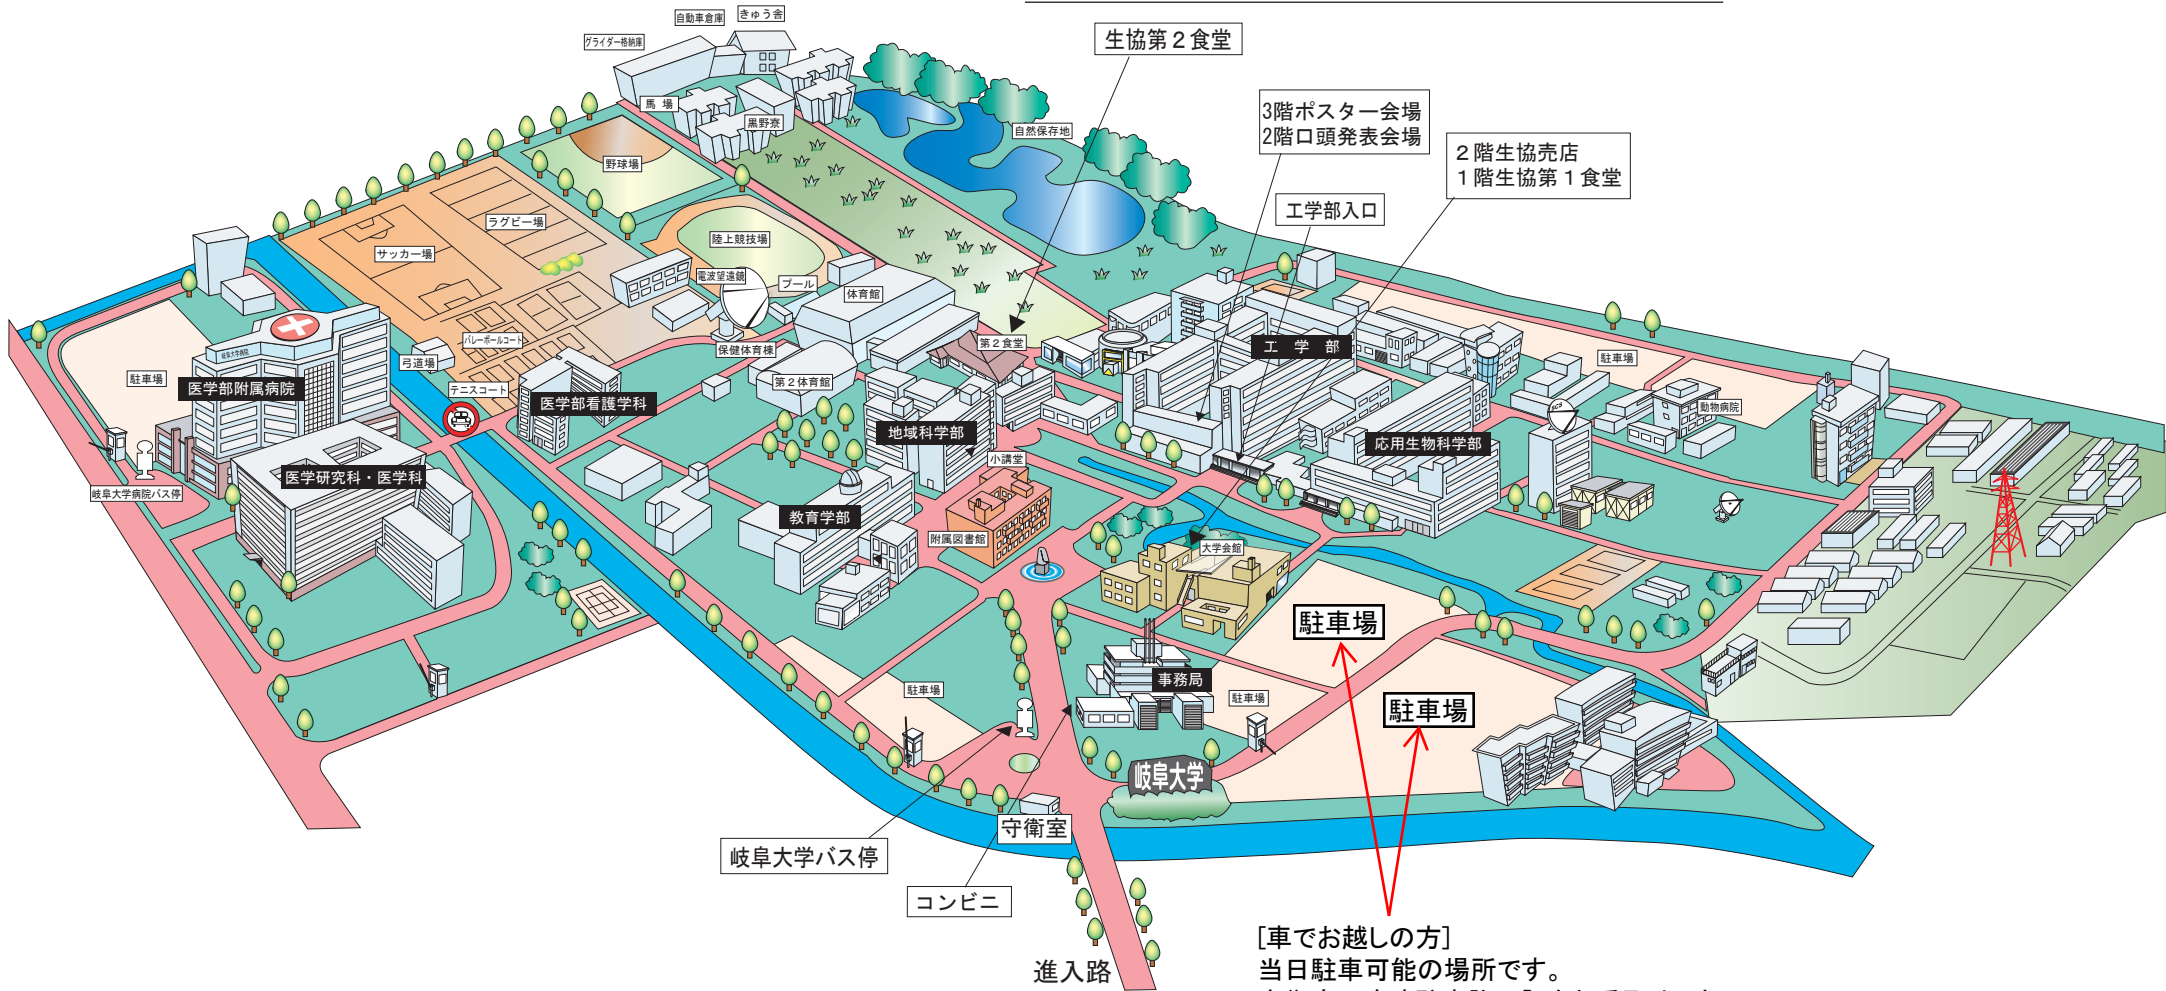 自動車倉庫
きゅう舎
グライダー格納庫
生協第２食堂
馬 場
黒野寮
3階ポスター会場
2階口頭発表会場
自然保存地
２階生協売店
１階生協第１食堂
野球場
工学部入口
ラグビー場
サッカー場
陸上競技場
電波望遠鏡
プール
体育館
岐阜大学病院
バレーボールコート
弓道場
保健体育棟
第２食堂
工 学 部
駐車場
駐車場
医学部附属病院
テニスコート
医学部看護学科
第２体育館
動物病院
地域科学部
応用生物科学部
小講堂
医学研究科・医学科
岐阜大学病院バス停
教育学部
附属図書館
大学会館
駐車場
事務局
駐車場
駐車場
駐車場
岐阜大学
守衛室
岐阜大学バス停
コンビニ
進入路
[車でお越しの方]
当日駐車可能の場所です。